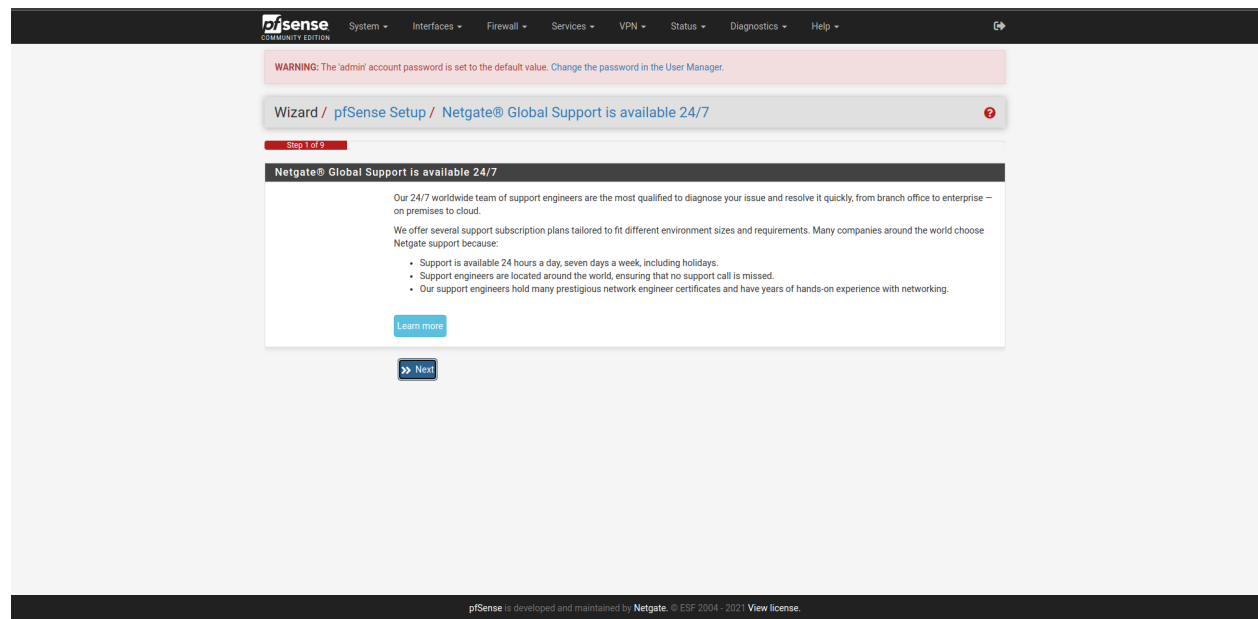 pfsense
COMMUNITY EDITION
System Interfaces Firewall Services VPN Status Diagnostics Help
WARNING: The 'admin' account password is set to the default value. Change the password in the User Manager.
Wizard / pfSense Setup / Netgate® Global Support is available 24/7
Step 1 of 9
Netgate® Global Support is available 24/7
Our 24/7 worldwide team of support engineers are the most qualified to diagnose your issue and resolve it quickly, from branch office to enterprise –
on premises to cloud.
We offer several support subscription plans tailored to fit different environment sizes and requirements. Many companies around the world choose
Netgate support because:
• Support is available 24 hours a day, seven days a week, including holidays.
• Support engineers are located around the world, ensuring that no support call is missed.
• Our support engineers hold many prestigious network engineer certificates and have years of hands-on experience with networking.
Learn more
Next
pfSense is developed and maintained by Netgate. © ESF 2004 - 2021 View license.